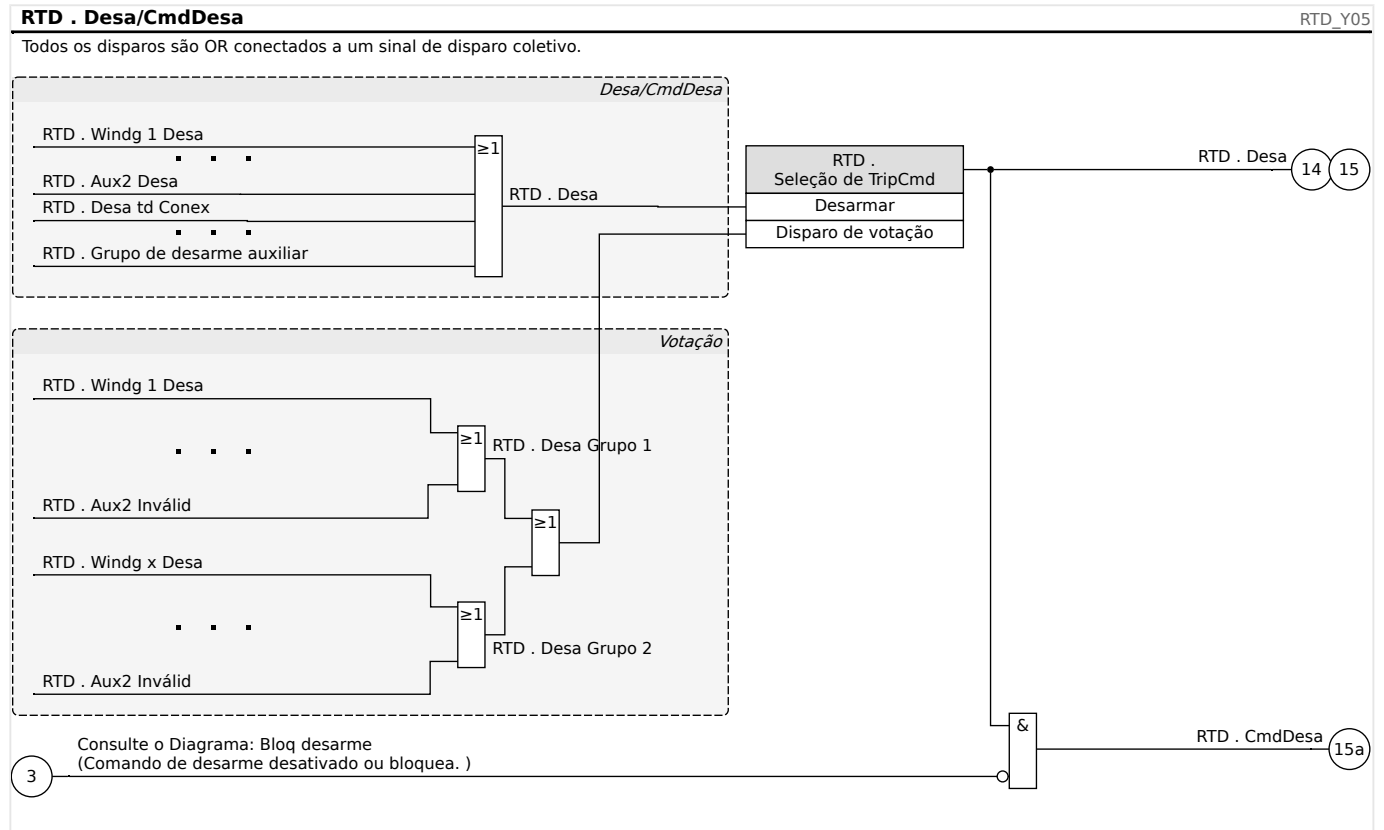 RTD . Desa/CmdDesa
RTD_Y05
Todos os disparos são OR conectados a um sinal de disparo coletivo.
Desa/CmdDesa
RTD . Windg 1 Desa
RTD . Aux2 Desa
RTD . Desa td Conex
RTD . Grupo de desarme auxiliar
≥1
RTD . Desa
RTD .
Seleção de TripCmd
Desarmar
Disparo de votação
RTD . Desa
14
15
Votação
RTD . Windg 1 Desa
≥1
RTD . Desa Grupo 1
RTD . Aux2 Inválid
≥1
RTD . Windg x Desa
≥1
RTD . Desa Grupo 2
RTD . Aux2 Inválid
Consulte o Diagrama: Bloq desarme
(Comando de desarme desativado ou bloquea. )
3
&
RTD . CmdDesa
15a